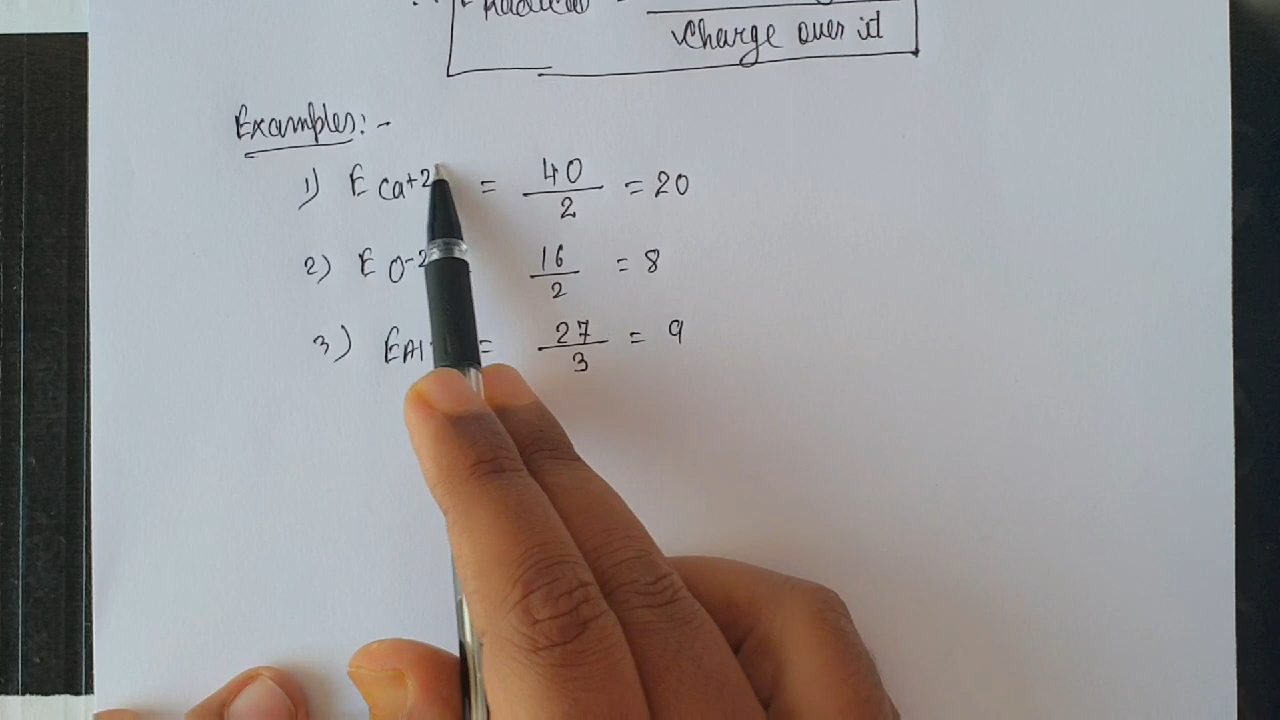 Radical
Charge over it
Examples:-
1) E Ca+2 = 40/2 = 20
2) E O-2 16/2 = 8
3) EAl = 27/3 = 9